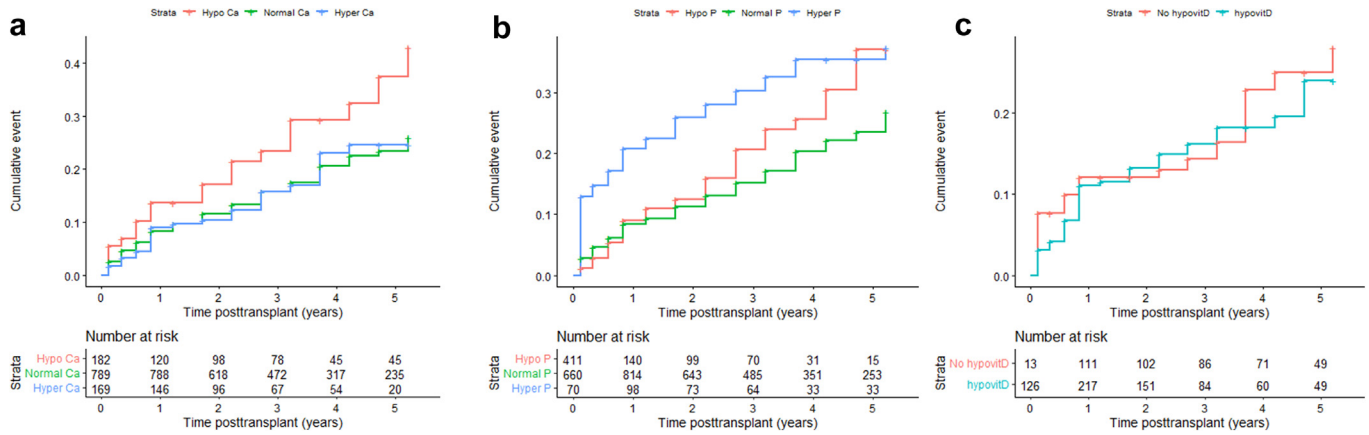 a
Strata Hypo Ca Normal Ca Hyper Ca
Cumulative event
0.4
0.3
0.2
0.1
0.0
0 1 2 3 4 5
Time posttransplant (years)
Number at risk
Strata
Hypo Ca 182 120 98 78 45 45
Normal Ca 789 788 618 472 317 235
Hyper Ca 169 146 96 67 54 20
0 1 2 3 4 5
Time posttransplant (years)
b
Strata Hypo P Normal P Hyper P
Cumulative event
0.3
0.2
0.1
0.0
0 1 2 3 4 5
Time posttransplant (years)
Number at risk
Strata
Hypo P 411 140 99 70 31 15
Normal P 660 814 643 485 351 253
Hyper P 70 98 73 64 33 33
0 1 2 3 4 5
Time posttransplant (years)
c
Strata No hypovitD hypovitD
Cumulative event
0.2
0.1
0.0
0 1 2 3 4 5
Time posttransplant (years)
Number at risk
Strata
No hypovitD 13 111 102 86 71 49
hypovitD 126 217 151 84 60 49
0 1 2 3 4 5
Time posttransplant (years)